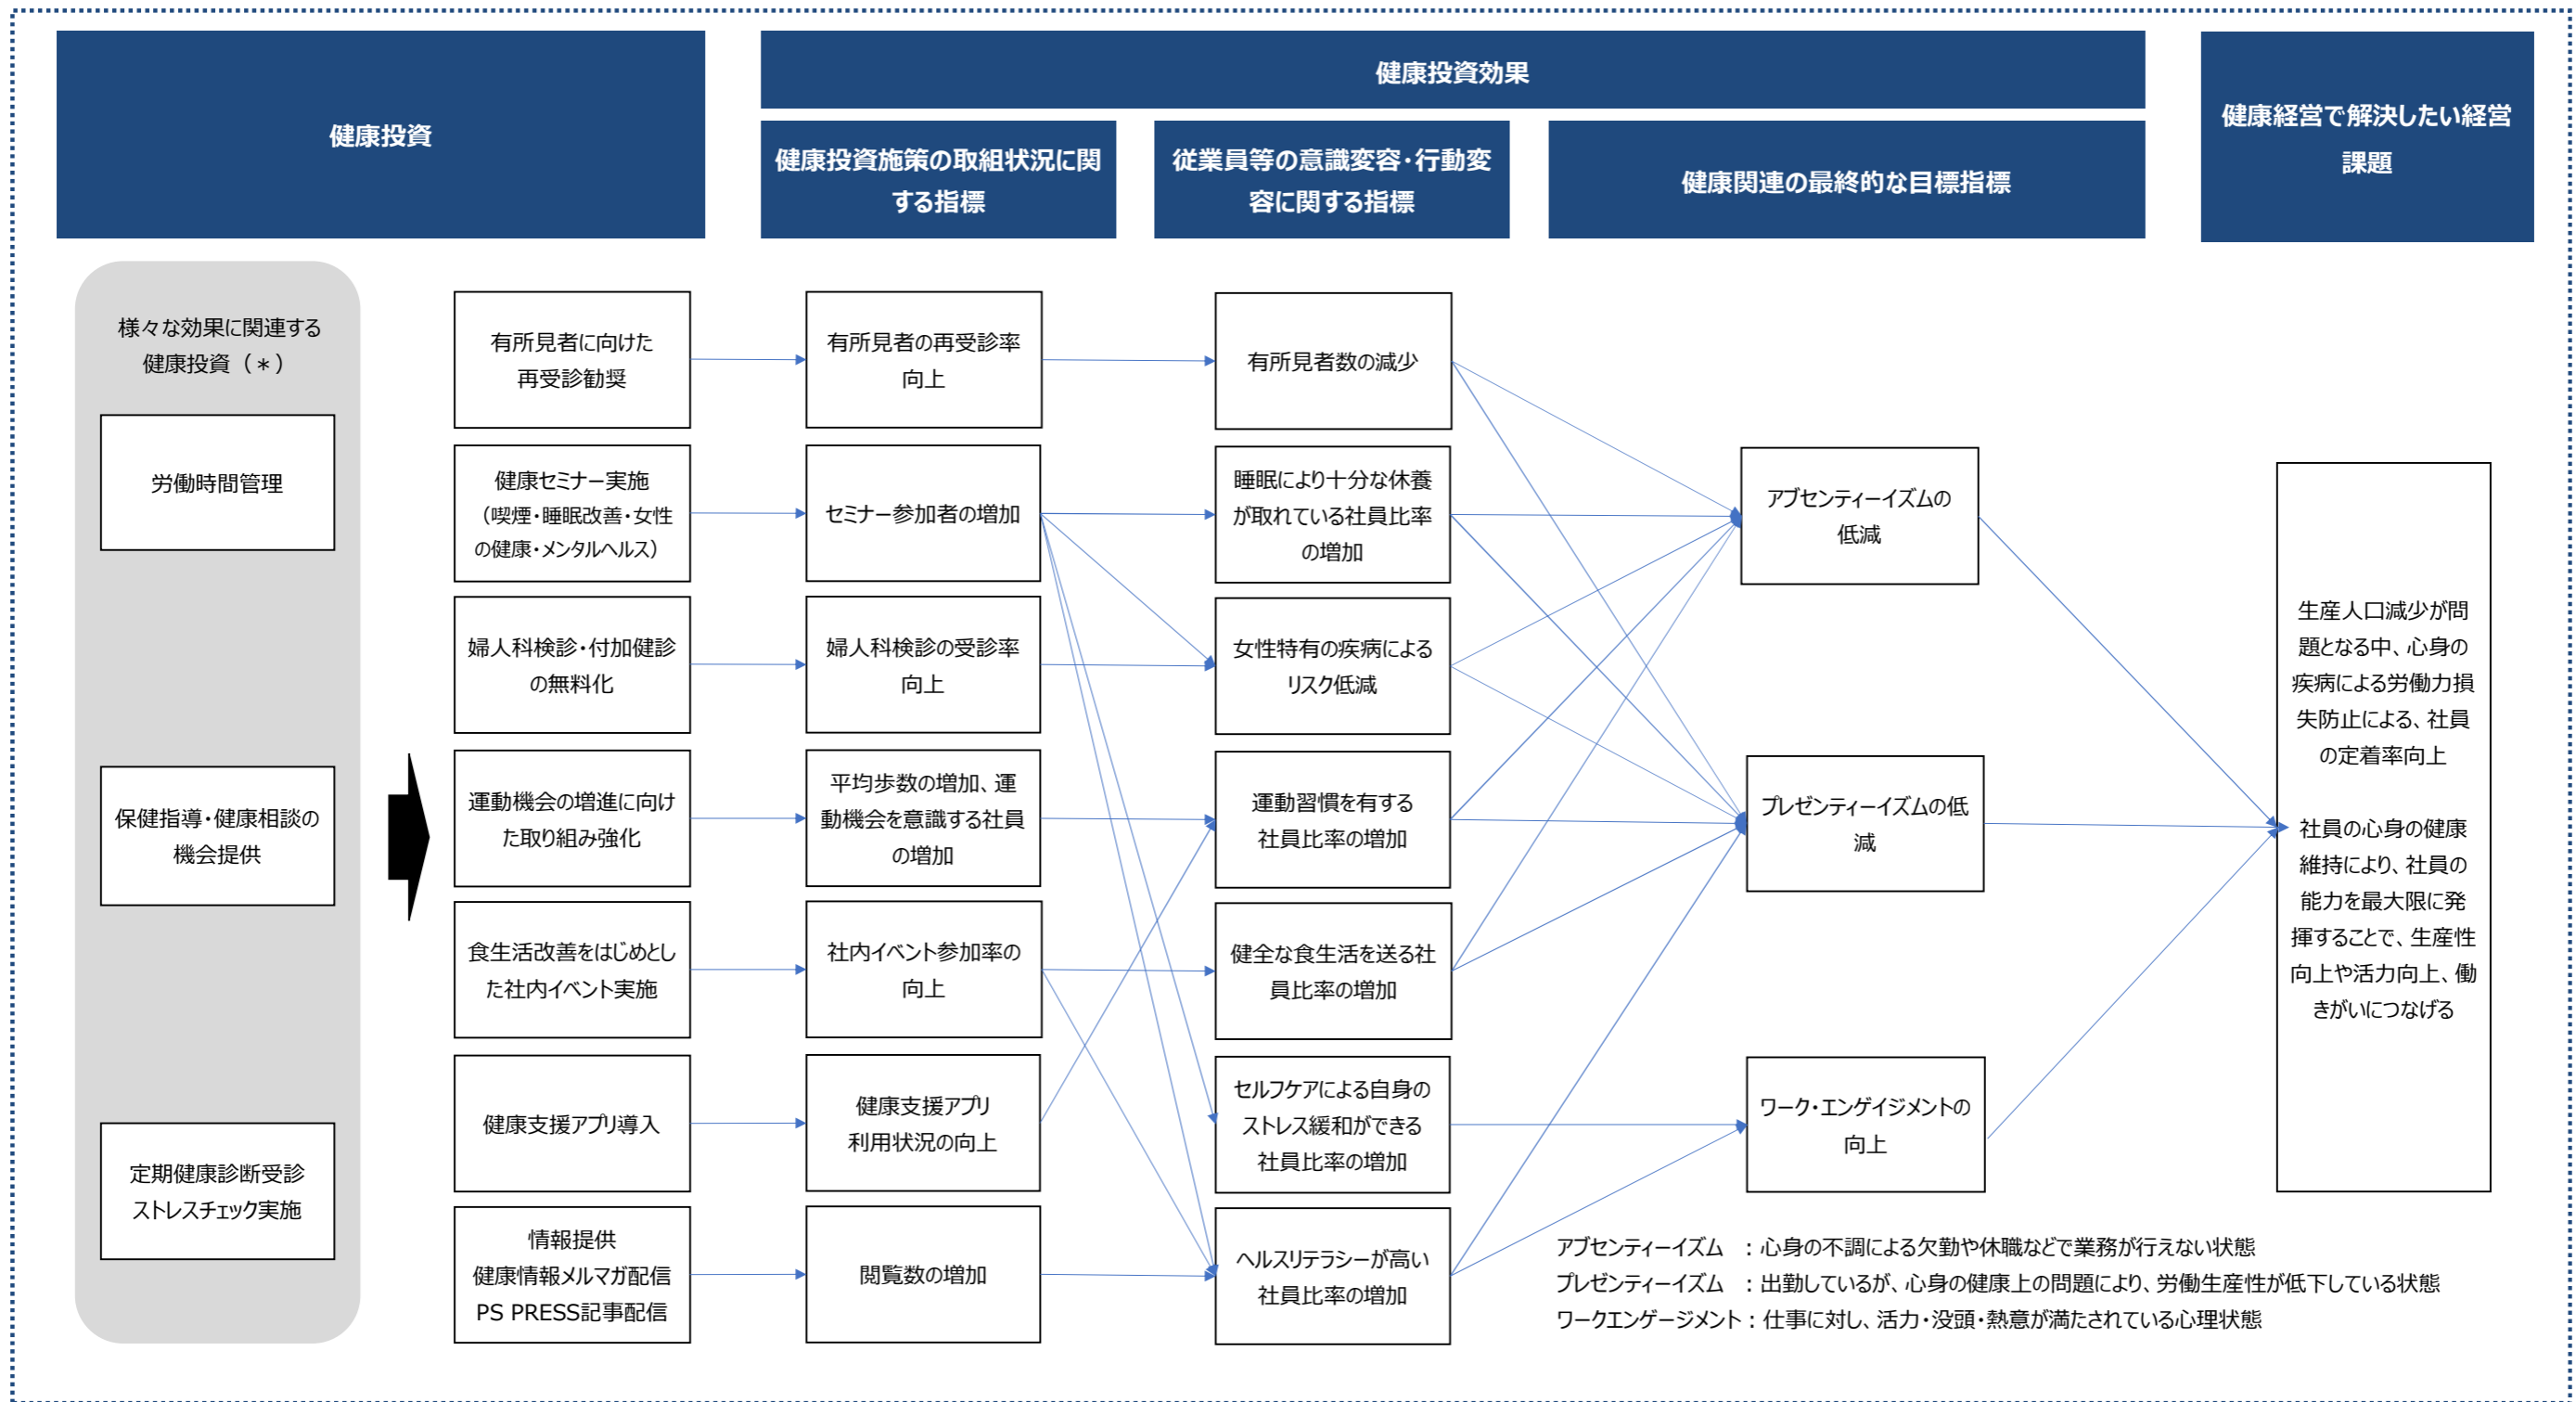 健康投資
健康投資効果
健康投資施策の取組状況に関
する指標
従業員等の意識変容・行動変
容に関する指標
健康関連の最終的な目標指標
健康経営で解決したい経営
課題
様々な効果に関連する
健康投資（＊）
労働時間管理
保健指導・健康相談の
機会提供
定期健康診断受診
ストレスチェック実施
有所見者に向けた
再受診勧奨
健康セミナー実施
（喫煙・睡眠改善・女性
の健康・メンタルヘルス）
婦人科検診・付加健診
の無料化
運動機会の増進に向け
た取り組み強化
食生活改善をはじめとし
た社内イベント実施
健康支援アプリ導入
情報提供
健康情報メルマガ配信
PS PRESS記事配信
有所見者の再受診率
向上
セミナー参加者の増加
婦人科検診の受診率
向上
平均歩数の増加、運
動機会を意識する社員
の増加
社内イベント参加率の
向上
健康支援アプリ
利用状況の向上
閲覧数の増加
有所見者数の減少
睡眠により十分な休養
が取れている社員比率
の増加
女性特有の疾病による
リスク低減
運動習慣を有する
社員比率の増加
健全な食生活を送る社
員比率の増加
セルフケアによる自身の
ストレス緩和ができる
社員比率の増加
ヘルスリテラシーが高い
社員比率の増加
アブセンティーイズムの
低減
プレゼンティーイズムの低
減
ワーク・エンゲイジメントの
向上
生産人口減少が問
題となる中、心身の
疾病による労働力損
失防止による、社員
の定着率向上
社員の心身の健康
維持により、社員の
能力を最大限に発
揮することで、生産性
向上や活力向上、働
きがいにつなげる
アブセンティーイズム　：心身の不調による欠勤や休職などで業務が行えない状態
プレゼンティーイズム　：出勤しているが、心身の健康上の問題により、労働生産性が低下している状態
ワークエンゲージメント：仕事に対し、活力・没頭・熱意が満たされている心理状態